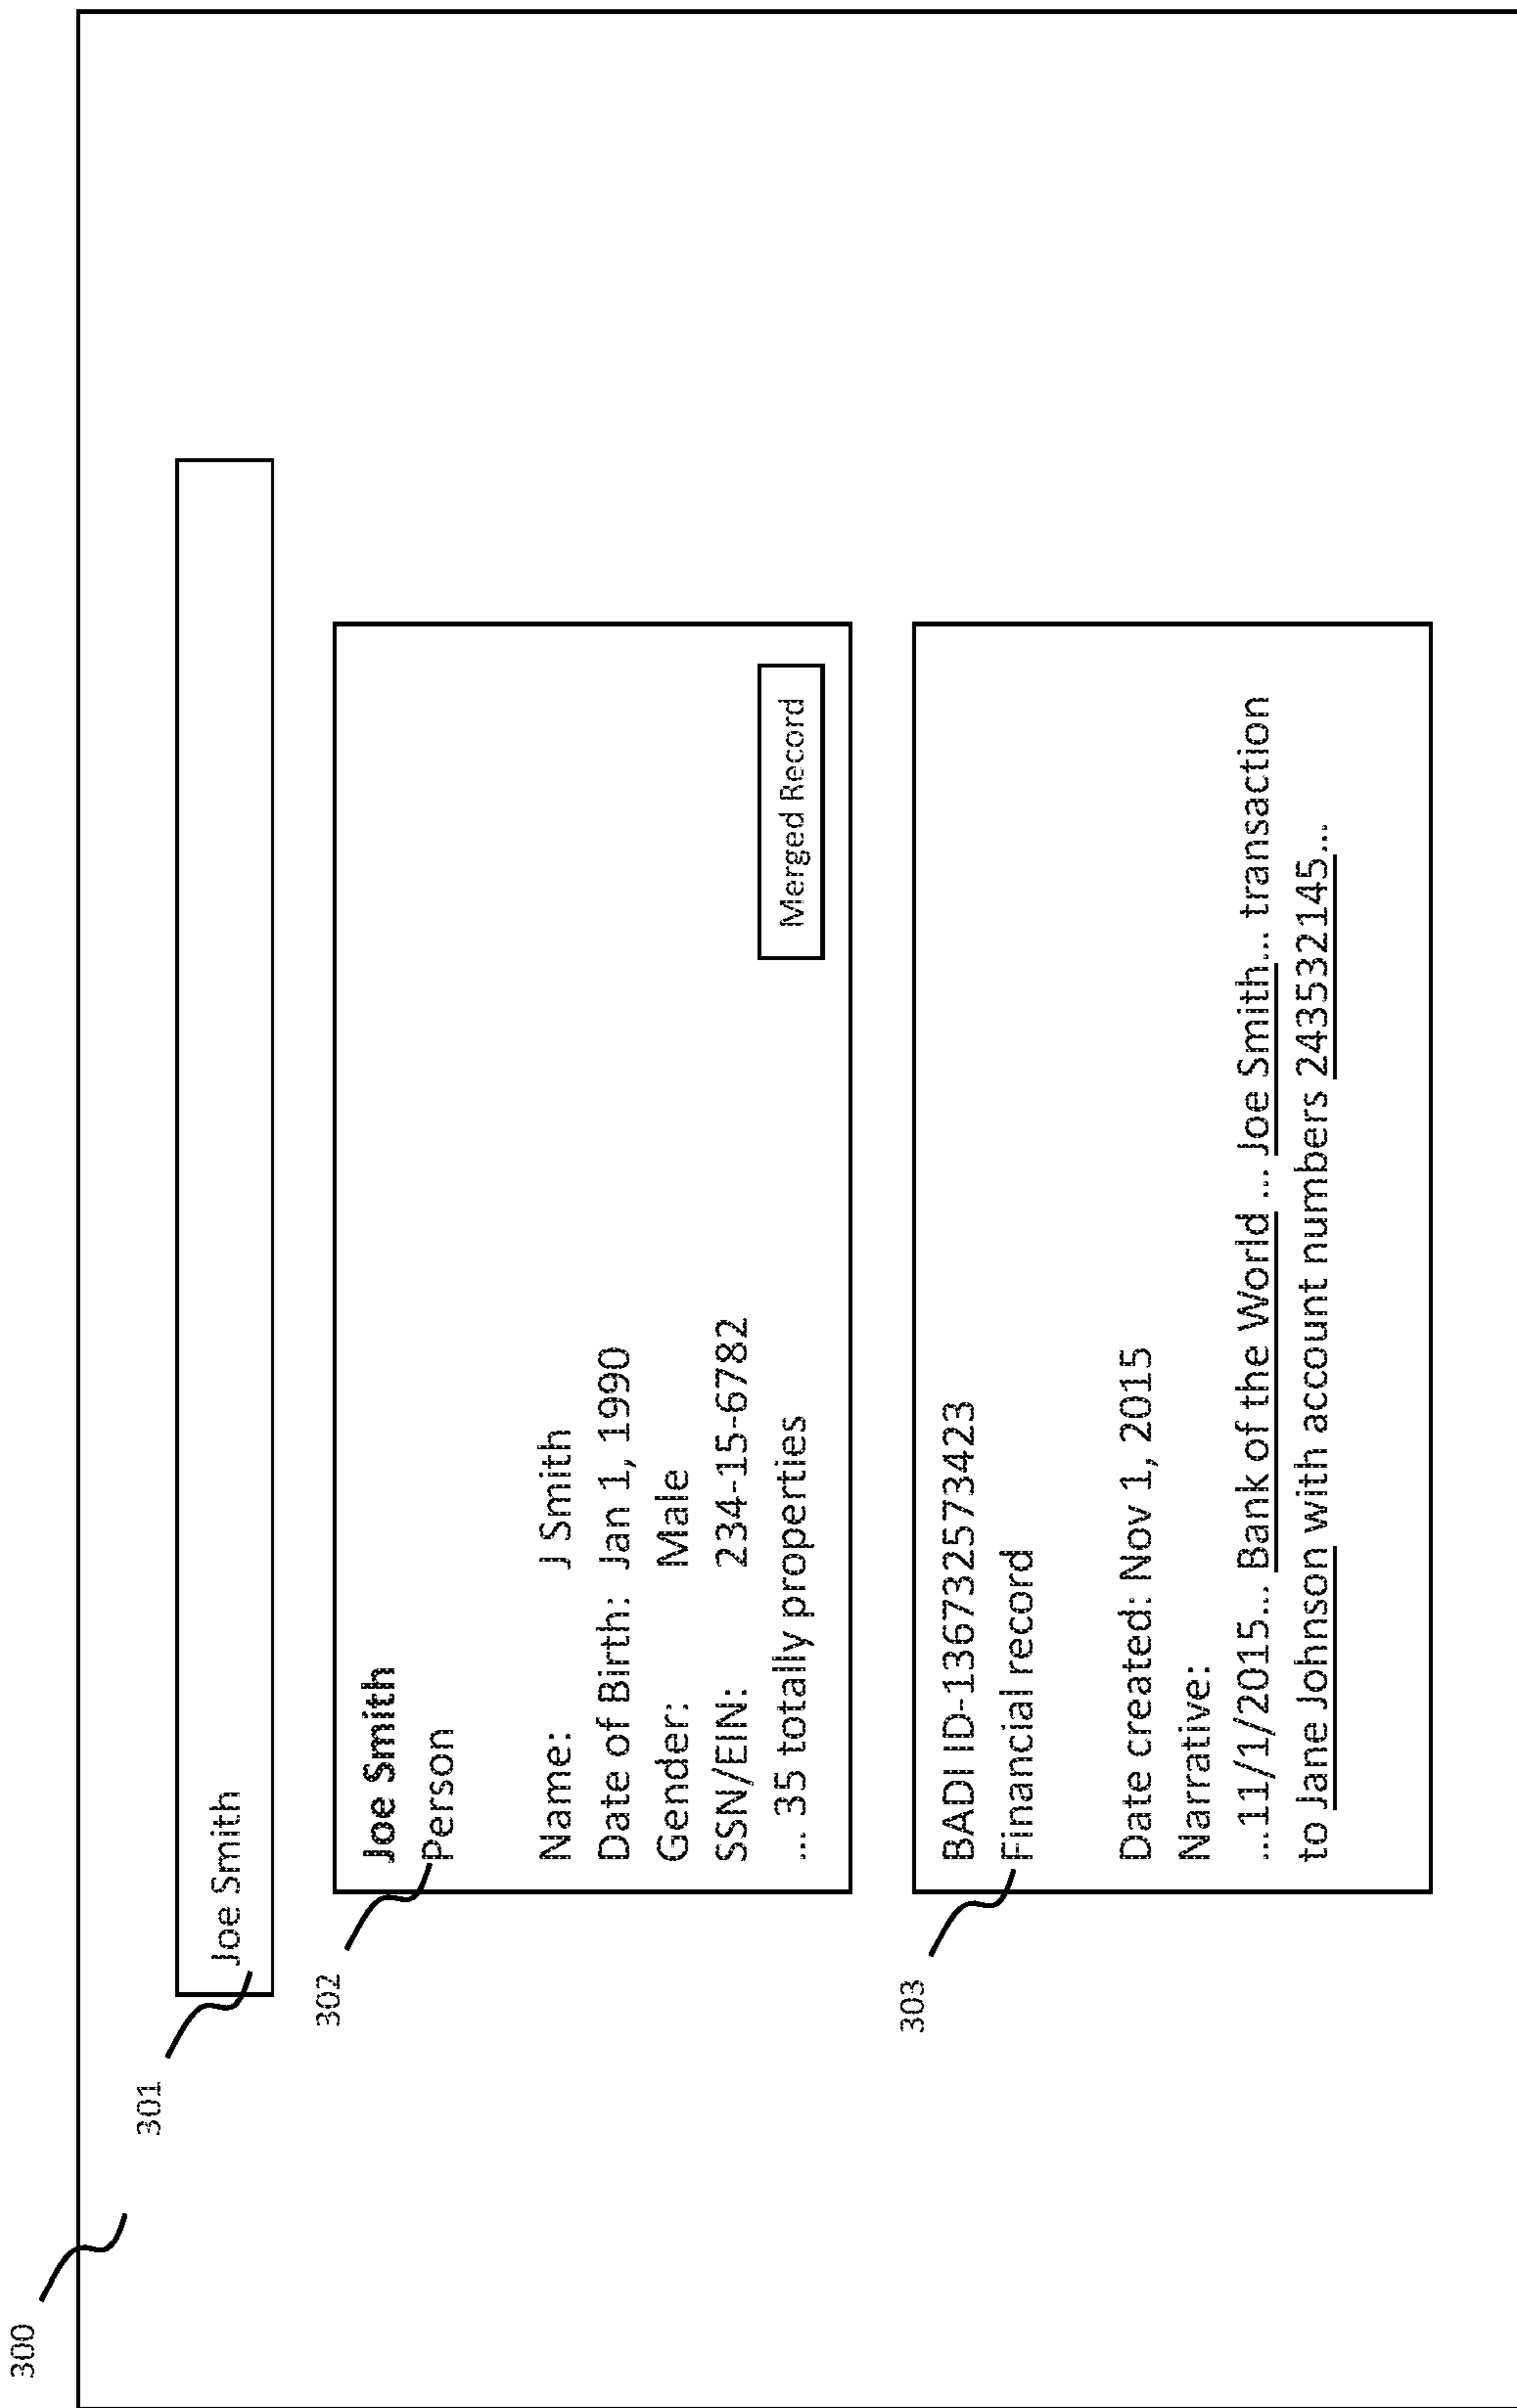 300
301
Joe Smith
302
Joe Smith
Person
Name: J Smith
Date of Birth: Jan 1, 1990
Gender: Male
SSN/EIN: 234-15-6782
... 35 totally properties
Merged Record
303
BADI ID-136732573423
Financial record
Date created: Nov 1, 2015
Narrative:
...11/1/2015... Bank of the World ... Joe Smith... transaction
to Jane Johnson with account numbers 243532145...